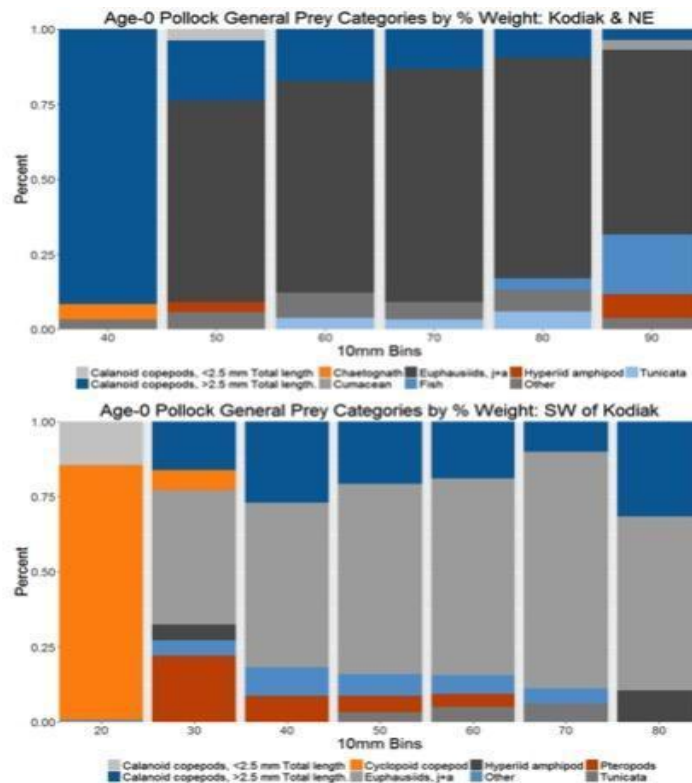 Age-0 Pollock General Prey Categories by % Weight: Kodiak & NE
1.00
0.75
0.50
0.25
0.00
Percent
40 50 60 70 80 90
10mm Bins
Calanoid copepods, <2.5 mm Total length Chaetognath Euphausiids, j+a Hyperiid amphipod Tunicata
Calanoid copepods, >2.5 mm Total length. Cumacean Fish Other
Age-0 Pollock General Prey Categories by % Weight: SW of Kodiak
1.00
0.75
0.50
0.25
0.00
Percent
20 30 40 50 60 70 80
10mm Bins
Calanoid copepods, <2.5 mm Total length Cyclopoid copepod Hyperiid amphipod Pteropods
Calanoid copepods, >2.5 mm Total length. Euphausiids, j+a Other Tunicata